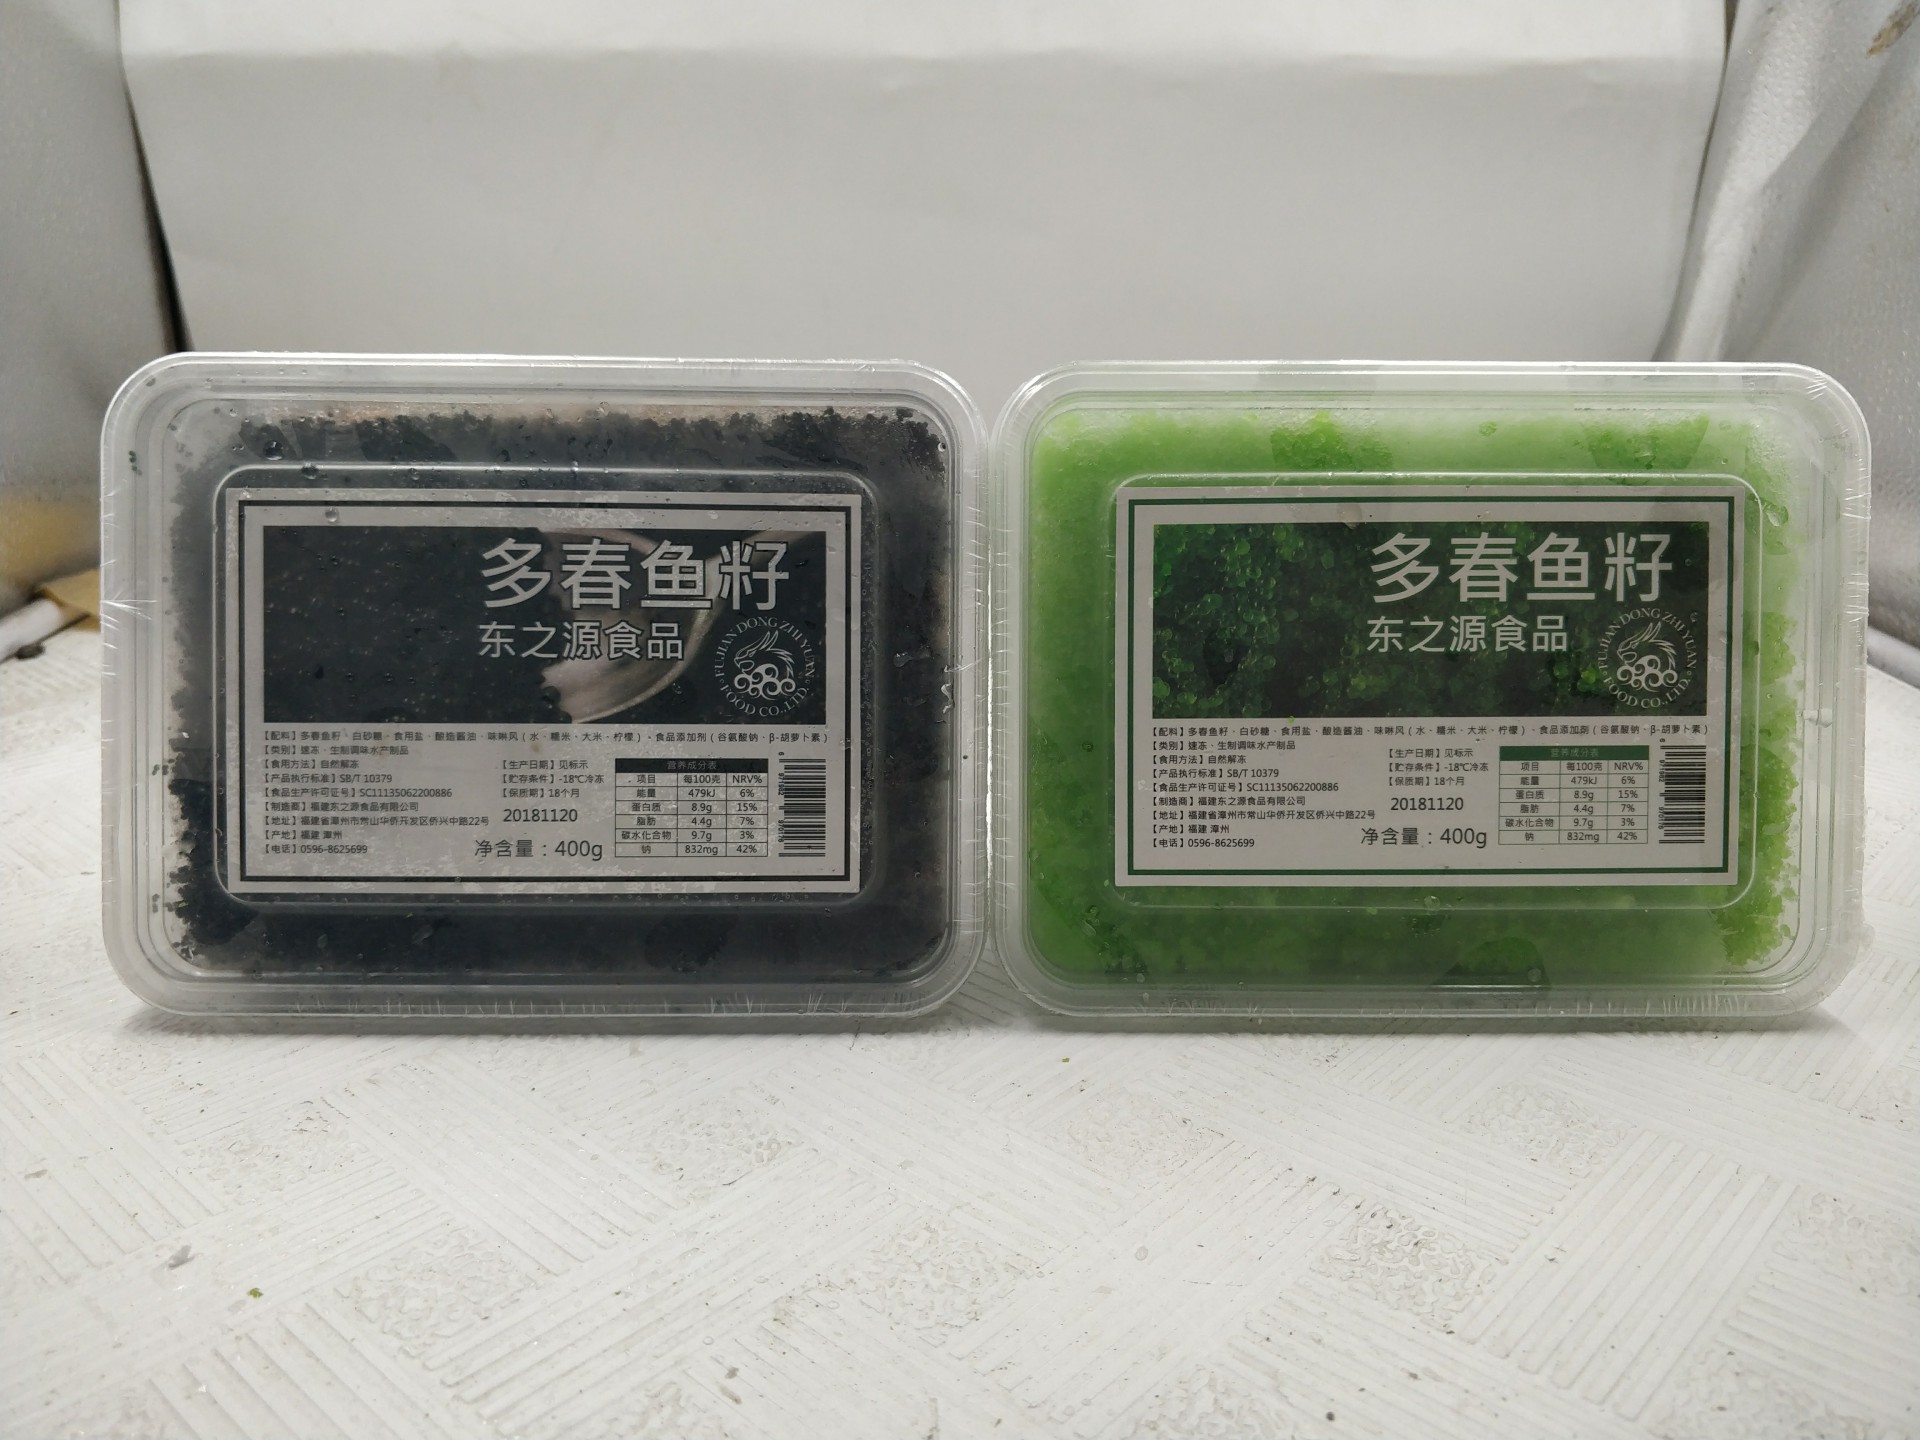 多春鱼籽
东之源食品
FUJIAN DONG ZHI YUAN FOOD CO.,LTD.
【配料】多春鱼籽、白砂糖、食用盐、酿造酱油、味啉风（水、糯米、大米、柠檬）、食品添加剂（谷氨酸钠、β-胡萝卜素）
【类别】速冻、生制调味水产制品
【食用方法】自然解冻
【产品执行标准】SB/T 10379
【食品生产许可证号】SC11135062200886
【制造商】福建东之源食品有限公司
【地址】福建省漳州市常山华侨开发区侨兴中路22号
【产地】福建 漳州
【电话】0596-8625699
【生产日期】见标示
【贮存条件】-18℃冷冻
【保质期】18个月
20181120
净含量：400g
营养成分表
项目 每100克 NRV%
能量 479kJ 6%
蛋白质 8.9g 15%
脂肪 4.4g 7%
碳水化合物 9.7g 3%
钠 832mg 42%
多春鱼籽
东之源食品
FUJIAN DONG ZHI YUAN FOOD CO.,LTD.
【配料】多春鱼籽、白砂糖、食用盐、酿造酱油、味啉风（水、糯米、大米、柠檬）、食品添加剂（谷氨酸钠、β-胡萝卜素）
【类别】速冻、生制调味水产制品
【食用方法】自然解冻
【产品执行标准】SB/T 10379
【食品生产许可证号】SC11135062200886
【制造商】福建东之源食品有限公司
【地址】福建省漳州市常山华侨开发区侨兴中路22号
【产地】福建 漳州
【电话】0596-8625699
【生产日期】见标示
【贮存条件】-18℃冷冻
【保质期】18个月
20181120
净含量：400g
营养成分表
项目 每100克 NRV%
能量 479kJ 6%
蛋白质 8.9g 15%
脂肪 4.4g 7%
碳水化合物 9.7g 3%
钠 832mg 42%